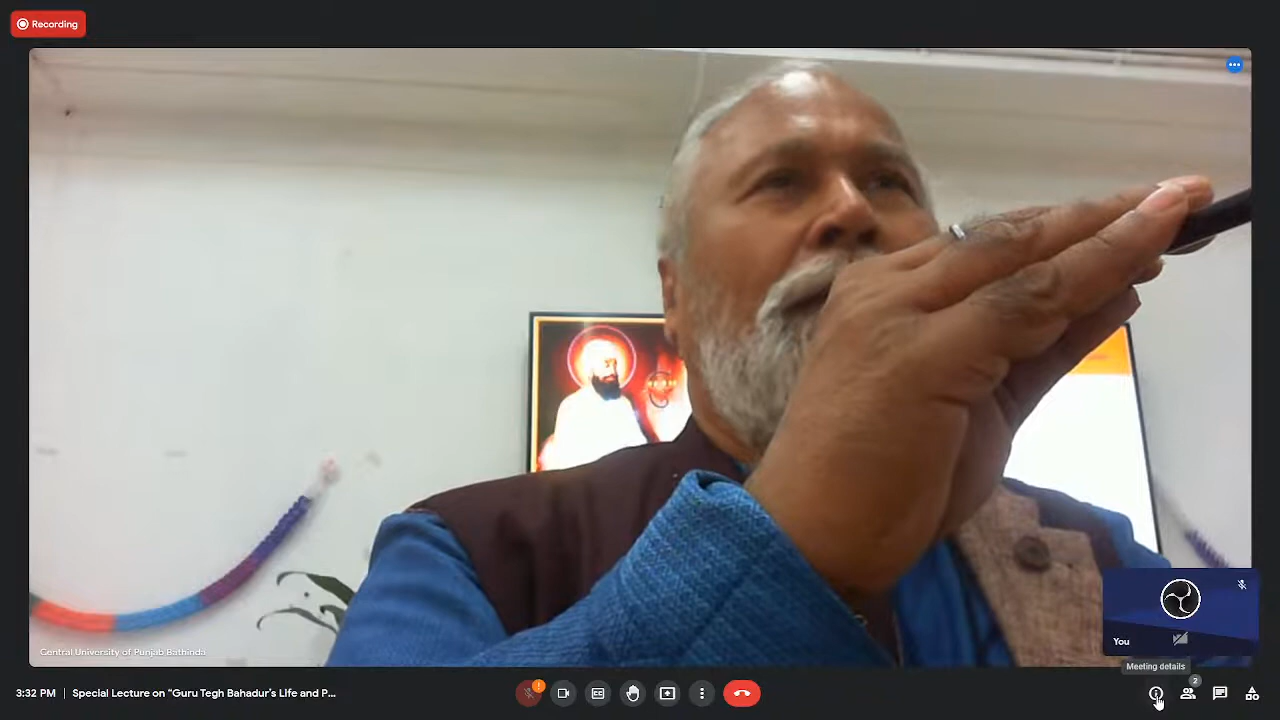 Recording
Central University of Punjab Bathinda
You
Meeting details
3:32 PM | Special Lecture on "Guru Tegh Bahadur's Life and P...
2